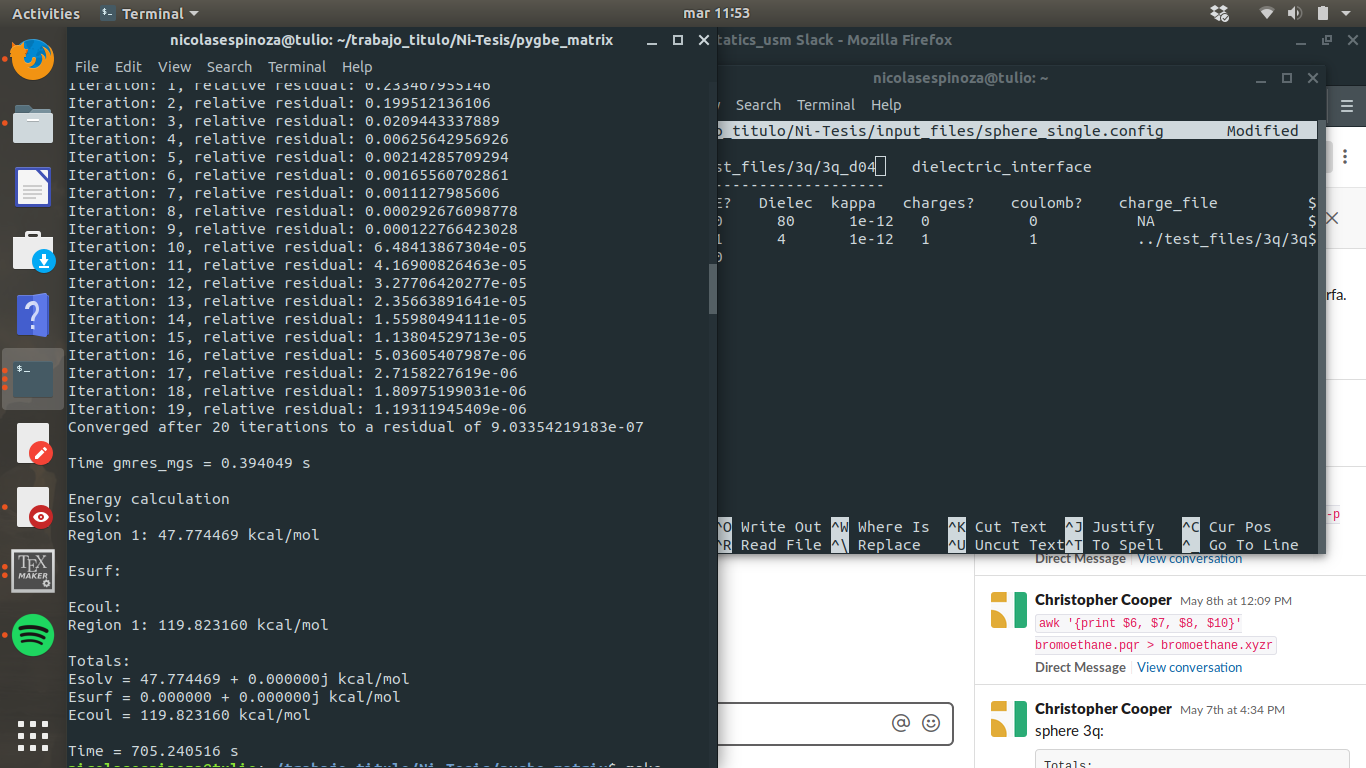 Activities
Terminal
mar 11:53
nicolasespinoza@tulio: ~/trabajo_titulo/Ni-Tesis/pygbe_matrix
File Edit View Search Terminal Help
Iteration: 1, relative residual: 0.233467955146
Iteration: 2, relative residual: 0.199512136106
Iteration: 3, relative residual: 0.0209443337889
Iteration: 4, relative residual: 0.00625642956926
Iteration: 5, relative residual: 0.00214285709294
Iteration: 6, relative residual: 0.00165560702861
Iteration: 7, relative residual: 0.0011127985606
Iteration: 8, relative residual: 0.000292676098778
Iteration: 9, relative residual: 0.000122766423028
Iteration: 10, relative residual: 6.48413867304e-05
Iteration: 11, relative residual: 4.16900826463e-05
Iteration: 12, relative residual: 3.27706420277e-05
Iteration: 13, relative residual: 2.35663891641e-05
Iteration: 14, relative residual: 1.55980494111e-05
Iteration: 15, relative residual: 1.13804529713e-05
Iteration: 16, relative residual: 5.03605407987e-06
Iteration: 17, relative residual: 2.7158227619e-06
Iteration: 18, relative residual: 1.80975199031e-06
Iteration: 19, relative residual: 1.19311945409e-06
Converged after 20 iterations to a residual of 9.03354219183e-07
Time gmres_mgs = 0.394049 s
Energy calculation
Esolv:
Region 1: 47.774469 kcal/mol
Esurf:
Ecoul:
Region 1: 119.823160 kcal/mol
Totals:
Esolv = 47.774469 + 0.000000j kcal/mol
Esurf = 0.000000 + 0.000000j kcal/mol
Ecoul = 119.823160 kcal/mol
Time = 705.240516 s
nicolasespinoza@tulio:~/trabajo_titulo/Ni-Tesis/pygbe_matrix$ make
tatics_usm Slack - Mozilla Firefox
nicolasespinoza@tulio: ~
Search Terminal Help
o_titulo/Ni-Tesis/input_files/sphere_single.config Modified
st_files/3q/3q_d04 dielectric_interface
-------------------
E? Dielec kappa charges? coulomb? charge_file $
0 80 1e-12 0 0 NA $
1 4 1e-12 1 1 ../test_files/3q/3q$
0
^O Write Out ^W Where Is ^K Cut Text ^J Justify ^C Cur Pos
^R Read File ^\ Replace ^U Uncut Text ^T To Spell ^_ Go To Line
rfa.
-p
Direct Message View conversation
Christopher Cooper May 8th at 12:09 PM
awk '{print $6, $7, $8, $10}'
bromoethane.pqr > bromoethane.xyzr
Direct Message View conversation
Christopher Cooper May 7th at 4:34 PM
sphere 3q:
Totals: